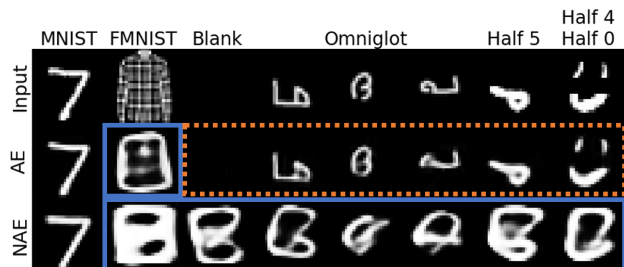 Half 4
MNIST FMNIST Blank Omniglot Half 5 Half 0
Input
AE
NAE